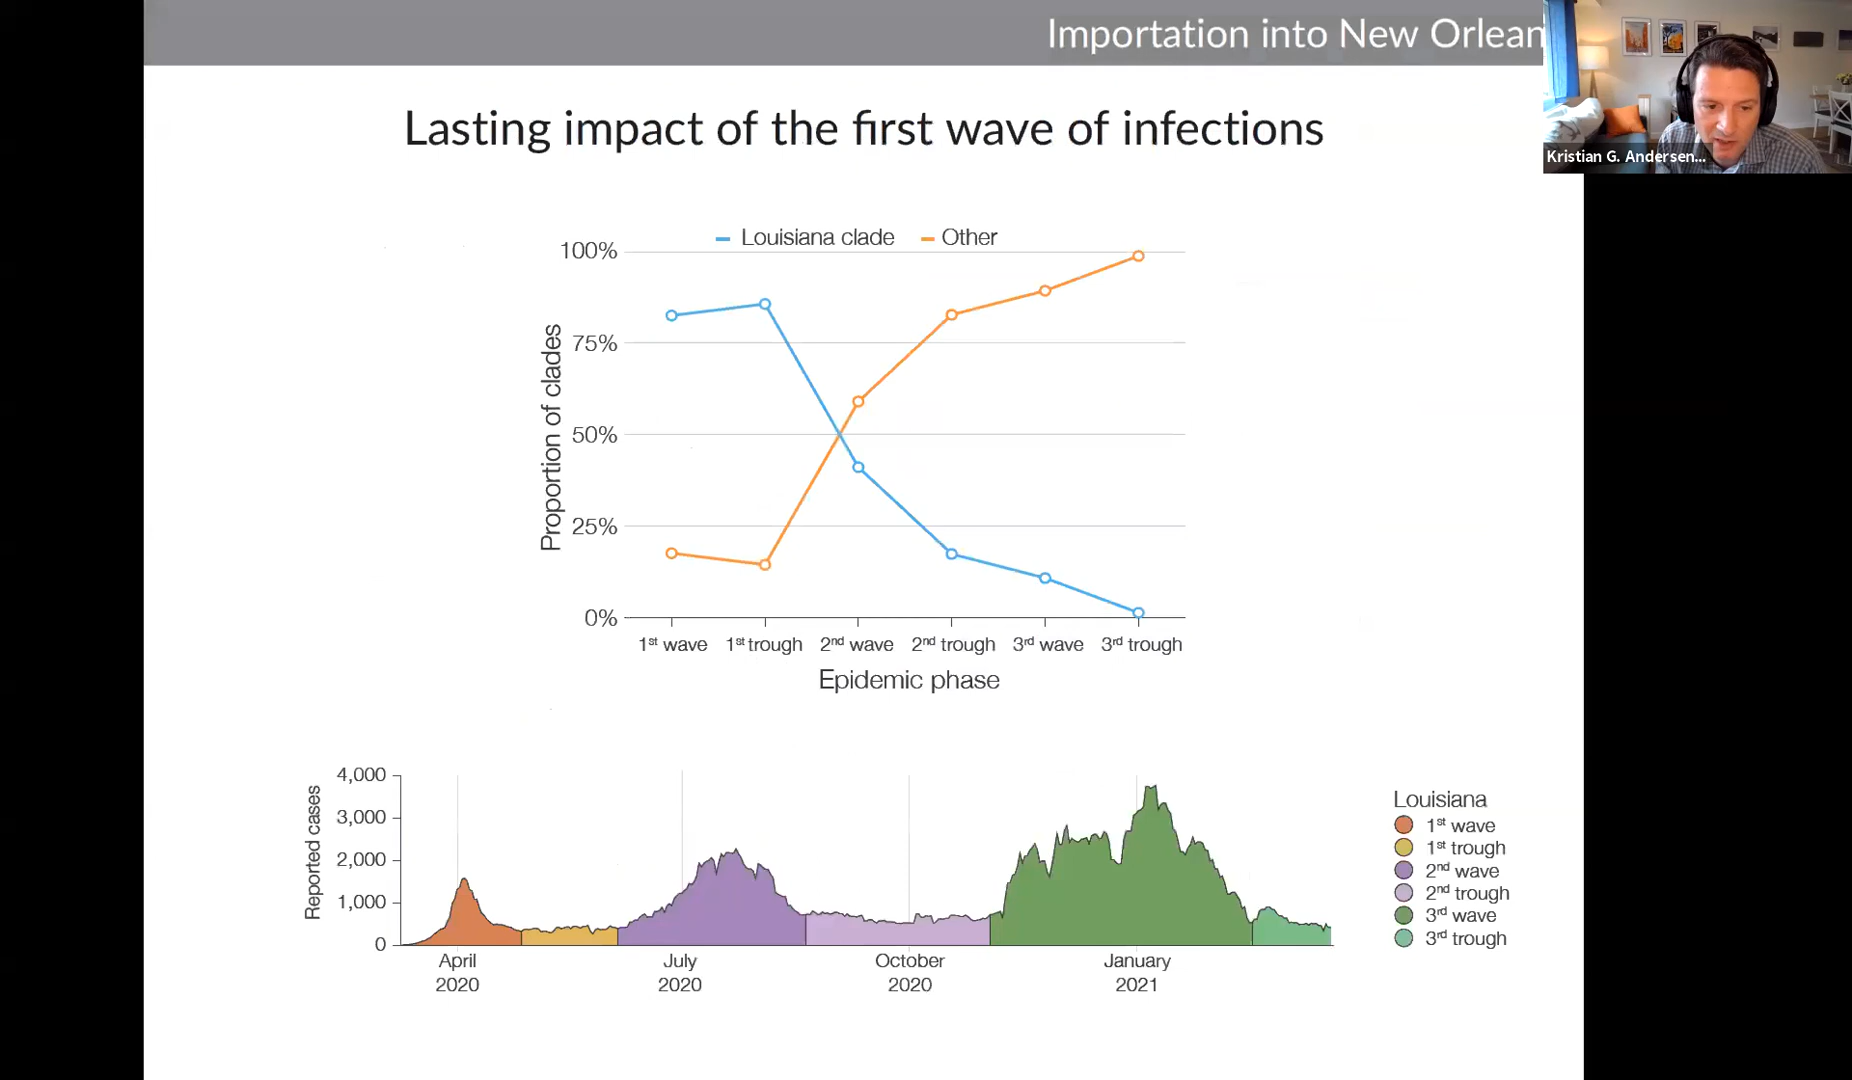 Importation into New Orlean
Kristian G. Andersen...
Lasting impact of the first wave of infections
Louisiana clade
Other
100%
75%
50%
25%
0%
Proportion of clades
1st wave
1st trough
2nd wave
2nd trough
3rd wave
3rd trough
Epidemic phase
4,000
3,000
2,000
1,000
0
Reported cases
April
2020
July
2020
October
2020
January
2021
Louisiana
1st wave
1st trough
2nd wave
2nd trough
3rd wave
3rd trough